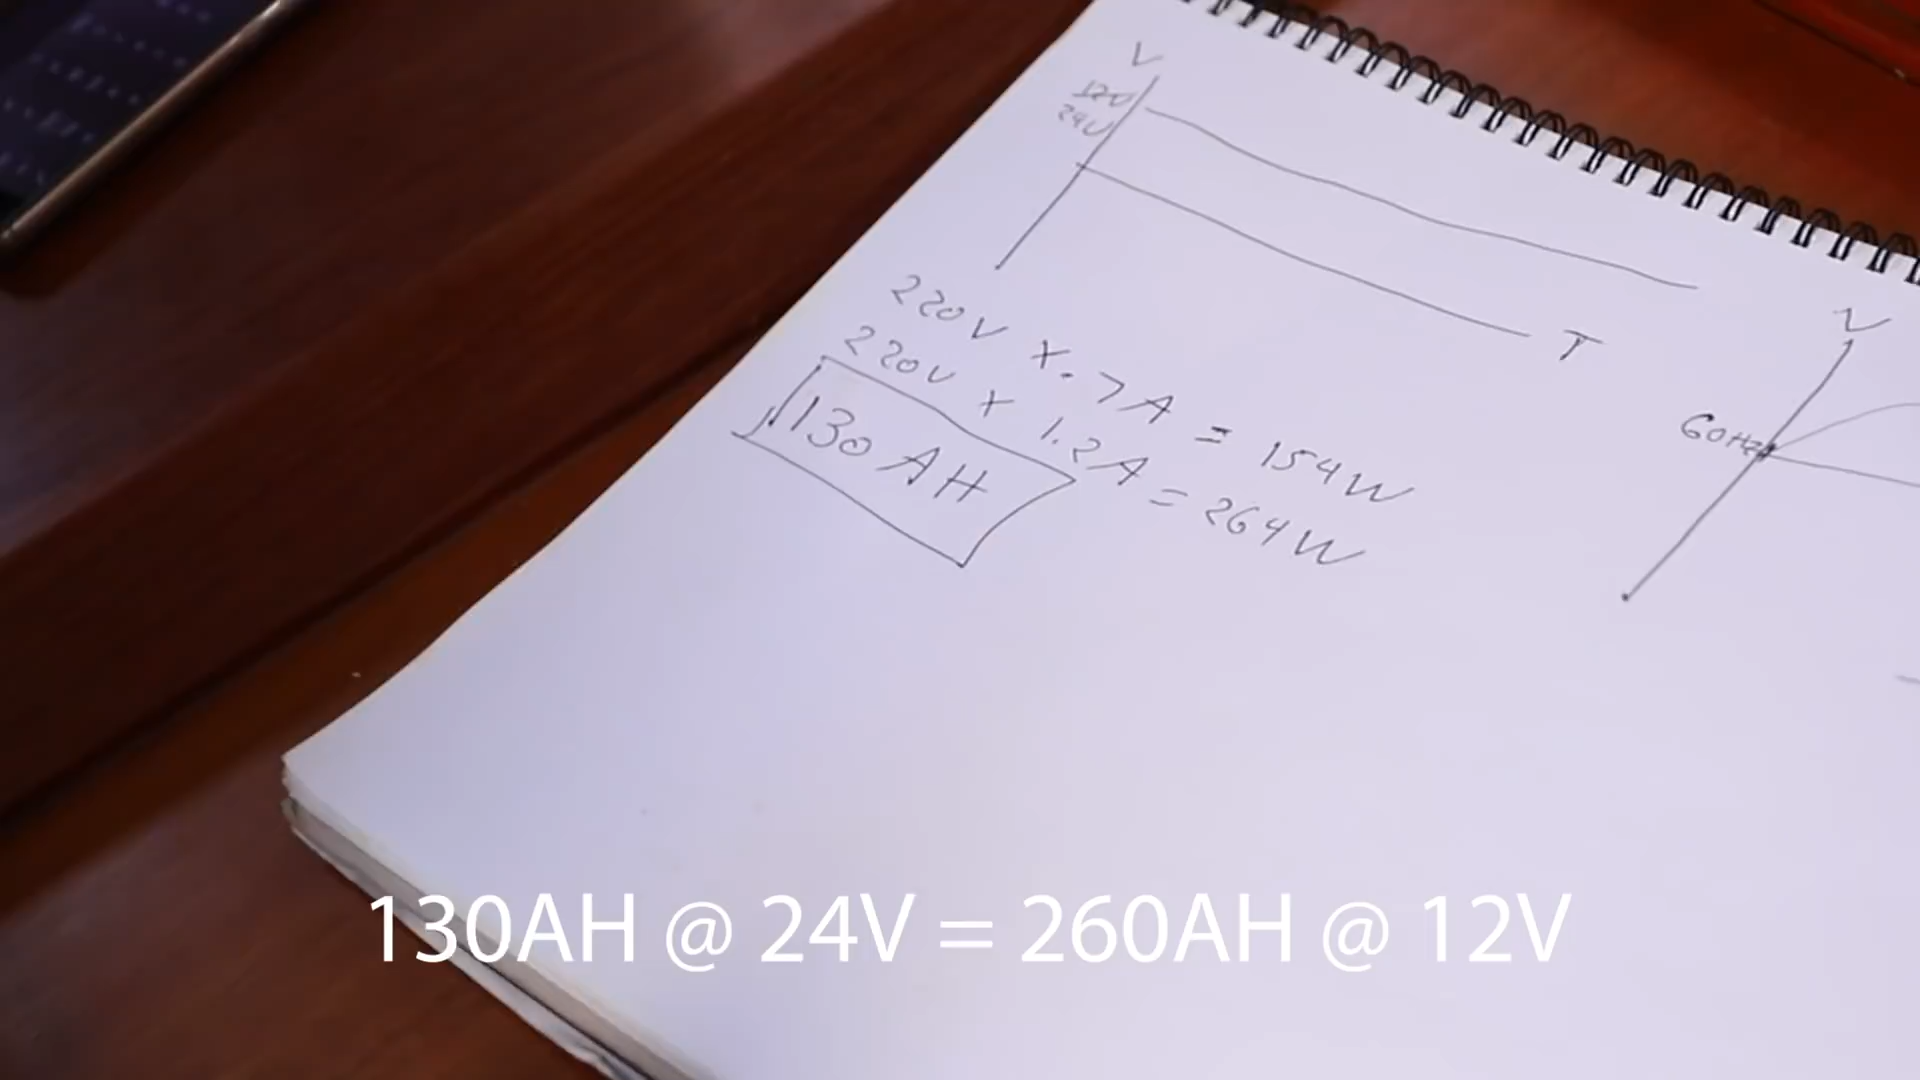 V
12V
24V
T
220V x .7A = 154W
220V x 1.2A = 264W
130 AH
V
60Hz
130AH @ 24V = 260AH @ 12V